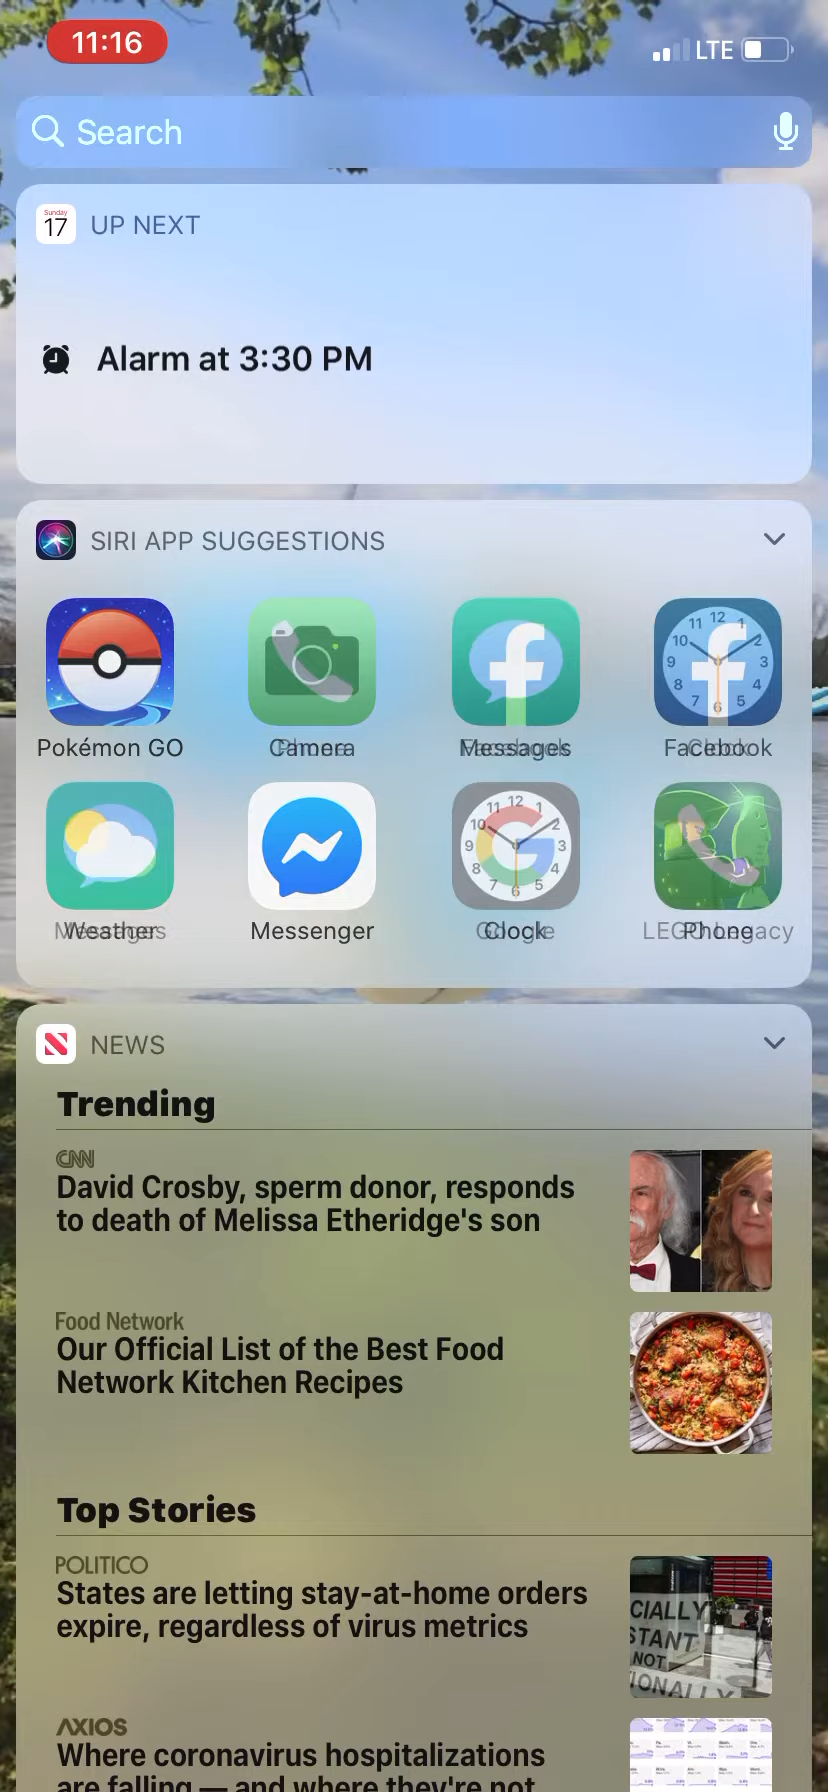 11:16
LTE
Search
Sunday
17
UP NEXT
Alarm at 3:30 PM
SIRI APP SUGGESTIONS
Pokémon GO
Camera
Messages
Facebook
Weather
Messenger
Clock
Phone
NEWS
Trending
CNN
David Crosby, sperm donor, responds
to death of Melissa Etheridge's son
Food Network
Our Official List of the Best Food
Network Kitchen Recipes
Top Stories
POLITICO
States are letting stay-at-home orders
expire, regardless of virus metrics
CIALLY
STANT
NOT
IONALLY
AXIOS
Where coronavirus hospitalizations
are falling — and where they're not